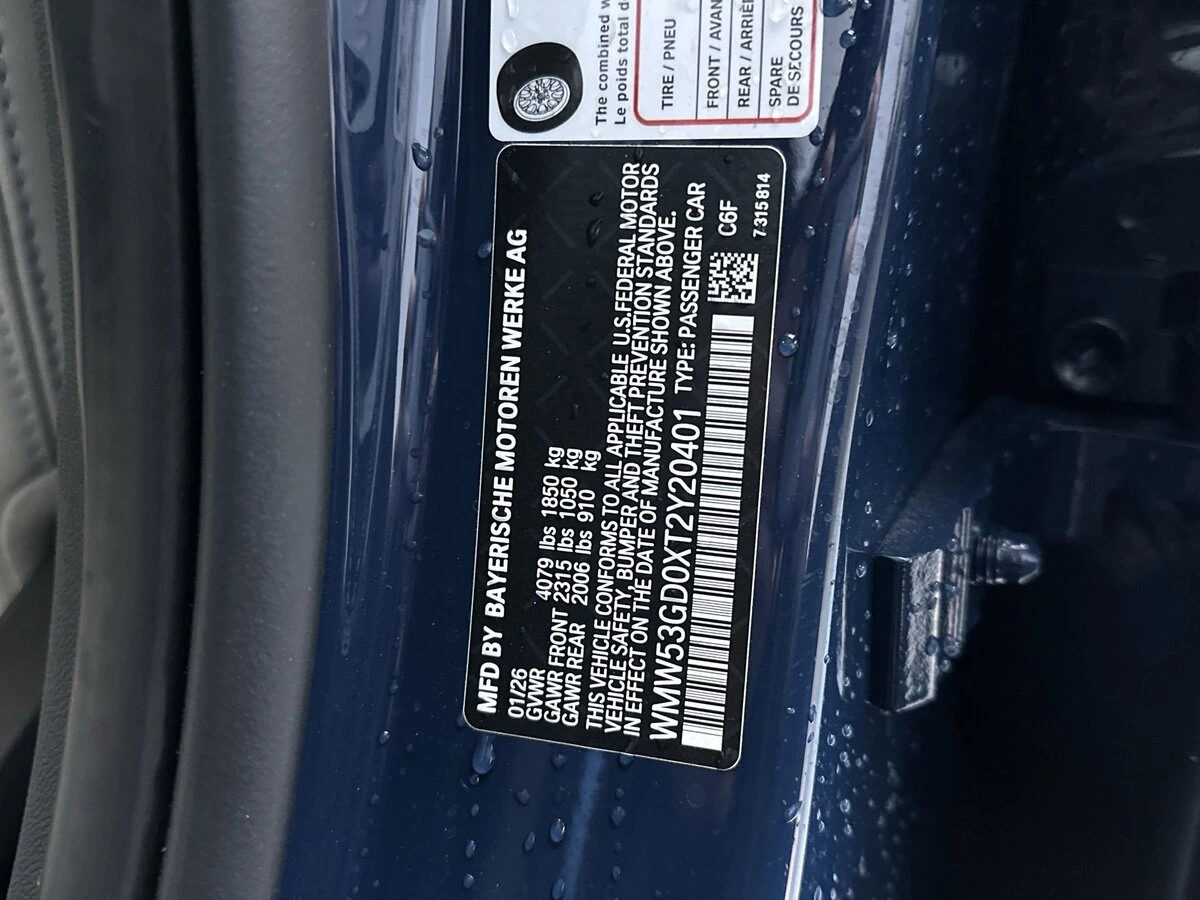 The combined
Le poids total
TIRE / PNEU
FRONT / AVAN
REAR / ARRIÈ
SPARE
DE SECOURS
MFD BY BAYERISCHE MOTOREN WERKE AG
01/26
GVWR 4079 lbs 1850 kg
GAWR FRONT 2315 lbs 1050 kg
GAWR REAR 2006 lbs 910 kg
THIS VEHICLE CONFORMS TO ALL APPLICABLE U.S.FEDERAL MOTOR
VEHICLE SAFETY, BUMPER AND THEFT PREVENTION STANDARDS
IN EFFECT ON THE DATE OF MANUFACTURE SHOWN ABOVE.
WMW53GD0XT2Y20401 TYPE: PASSENGER CAR
C6F
7 315 814